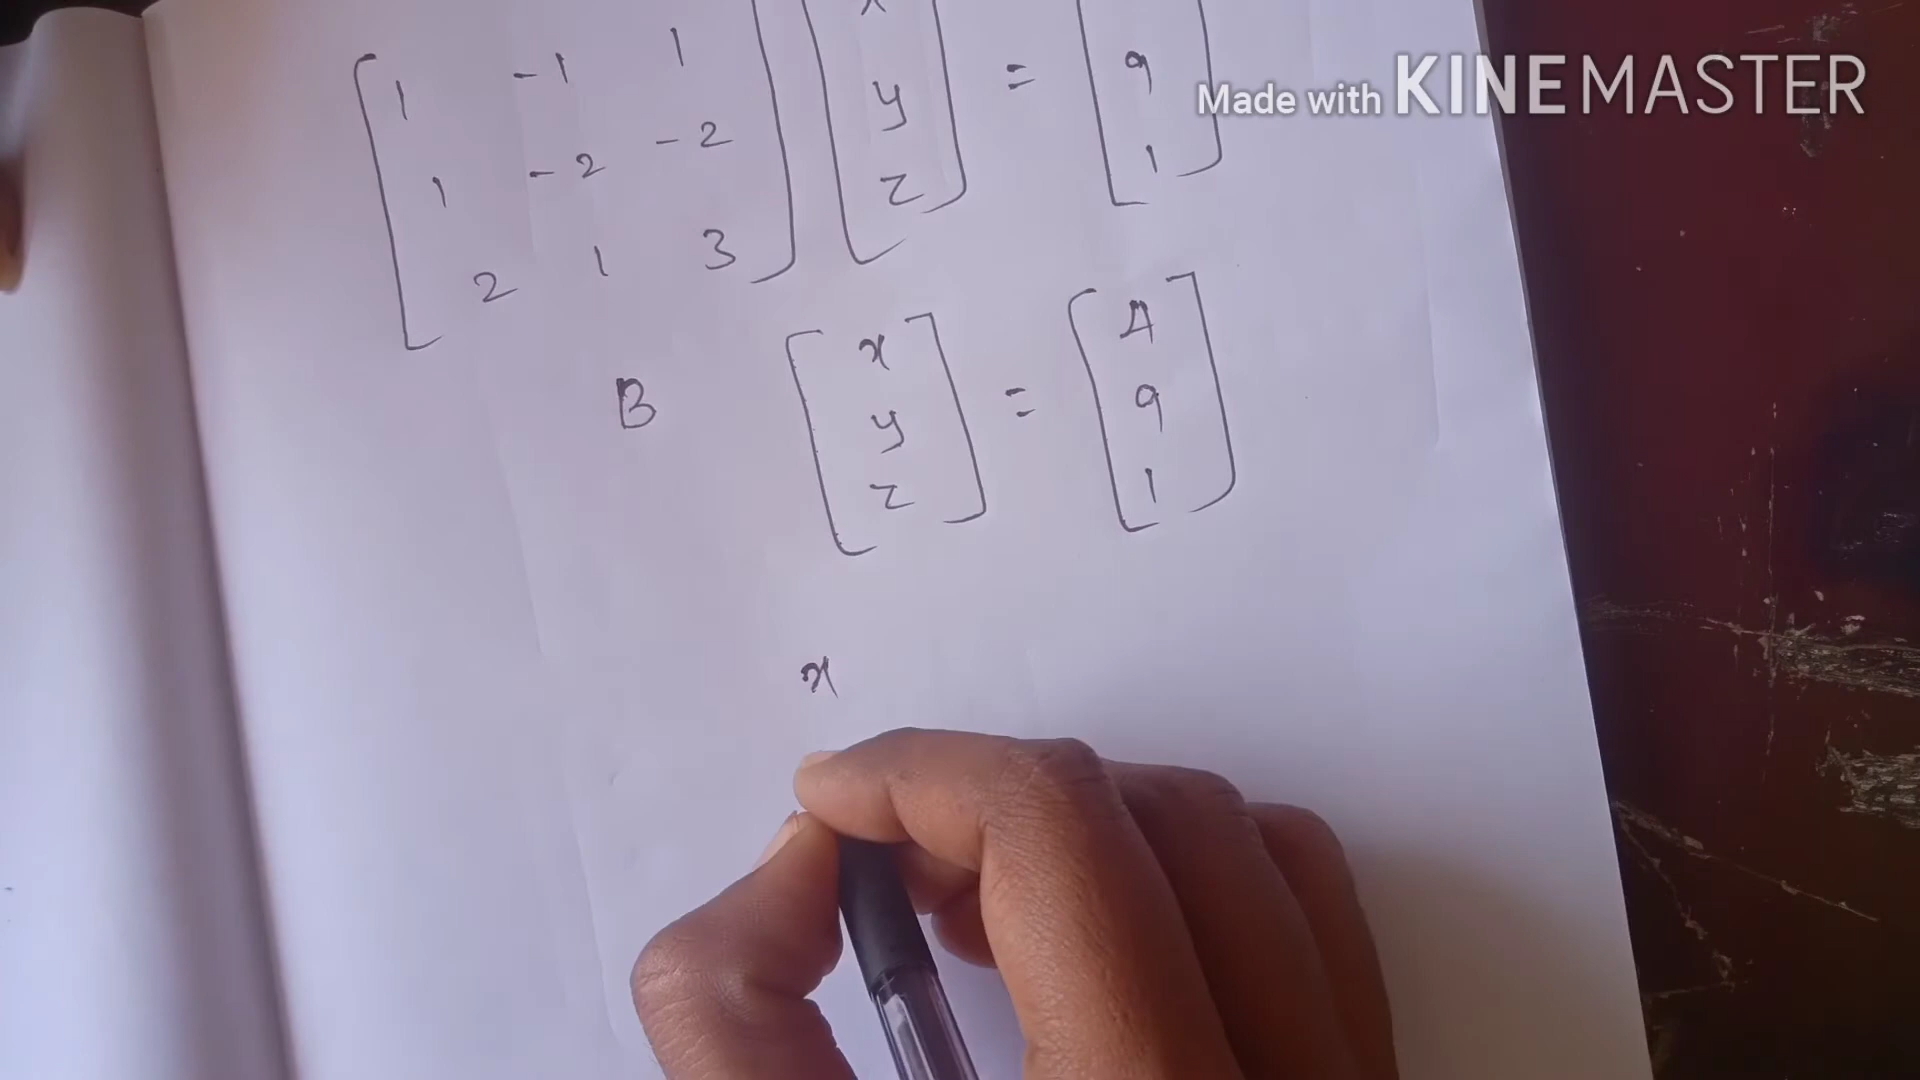 1 -1 1 x
1 -2 -2 y = 9
2 1 3 z 1
Made with KINEMASTER
x 4
B y = 9
z 1
x